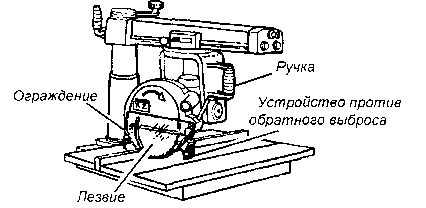 Ручка
Ограждение
Устройство против
обратного выброса
Лезвие